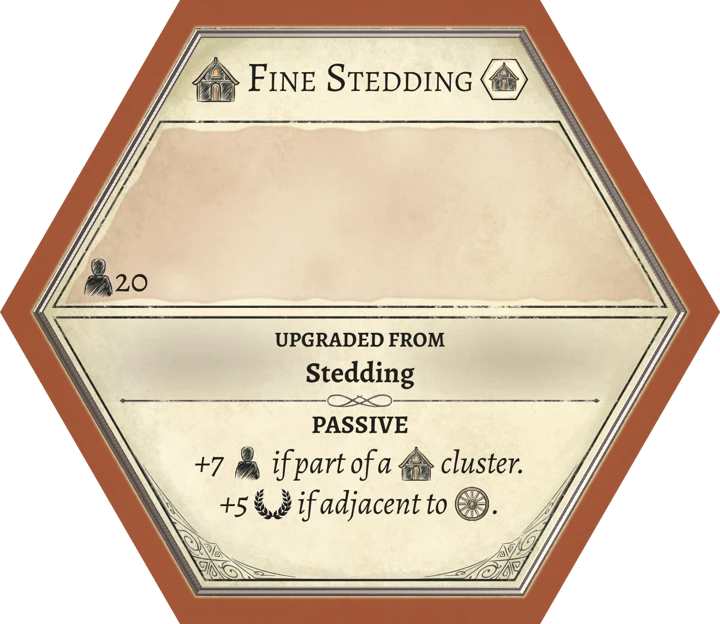 Fine Stedding
20
UPGRADED FROM
Stedding
PASSIVE
+7 if part of a cluster.
+5 if adjacent to .